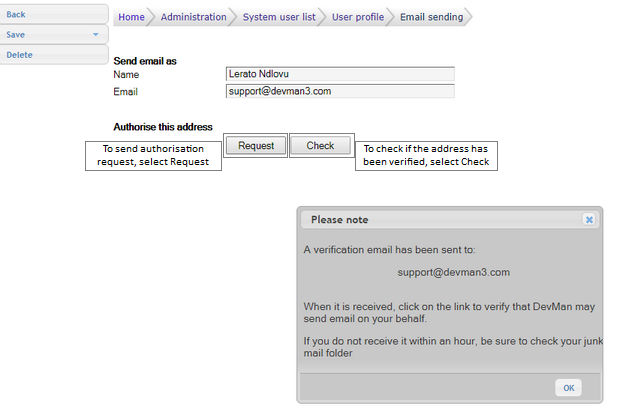 Back
Save
Delete
Home Administration System user list User profile Email sending
Send email as
Name Lerato Ndlovu
Email support@devman3.com
Authorise this address
To send authorisation
request, select Request
Request
Check
To check if the address has
been verified, select Check
Please note
A verification email has been sent to:
support@devman3.com
When it is received, click on the link to verify that DevMan may
send email on your behalf.
If you do not receive it within an hour, be sure to check your junk
mail folder
OK